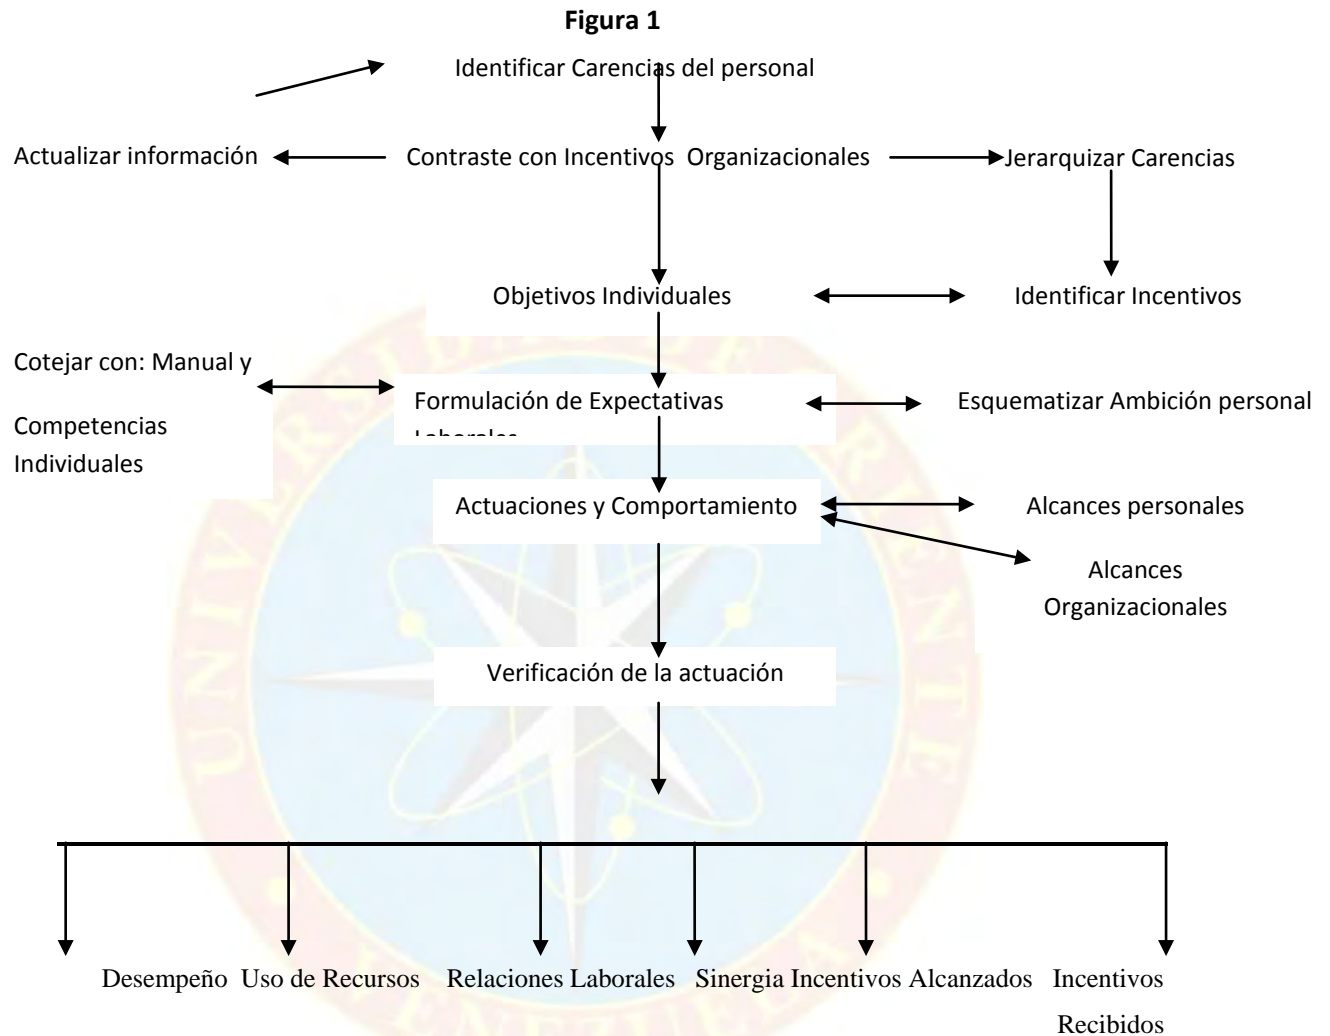 Figura 1
Identificar Carencias del personal
Actualizar información
Contraste con Incentivos Organizacionales
Jerarquizar Carencias
Objetivos Individuales
Identificar Incentivos
Cotejar con: Manual y
Competencias
Individuales
Formulación de Expectativas
Laborales
Esquematizar Ambición personal
Actuaciones y Comportamiento
Alcances personales
Alcances
Organizacionales
Verificación de la actuación
Desempeño Uso de Recursos Relaciones Laborales Sinergia Incentivos Alcanzados Incentivos
Recibidos